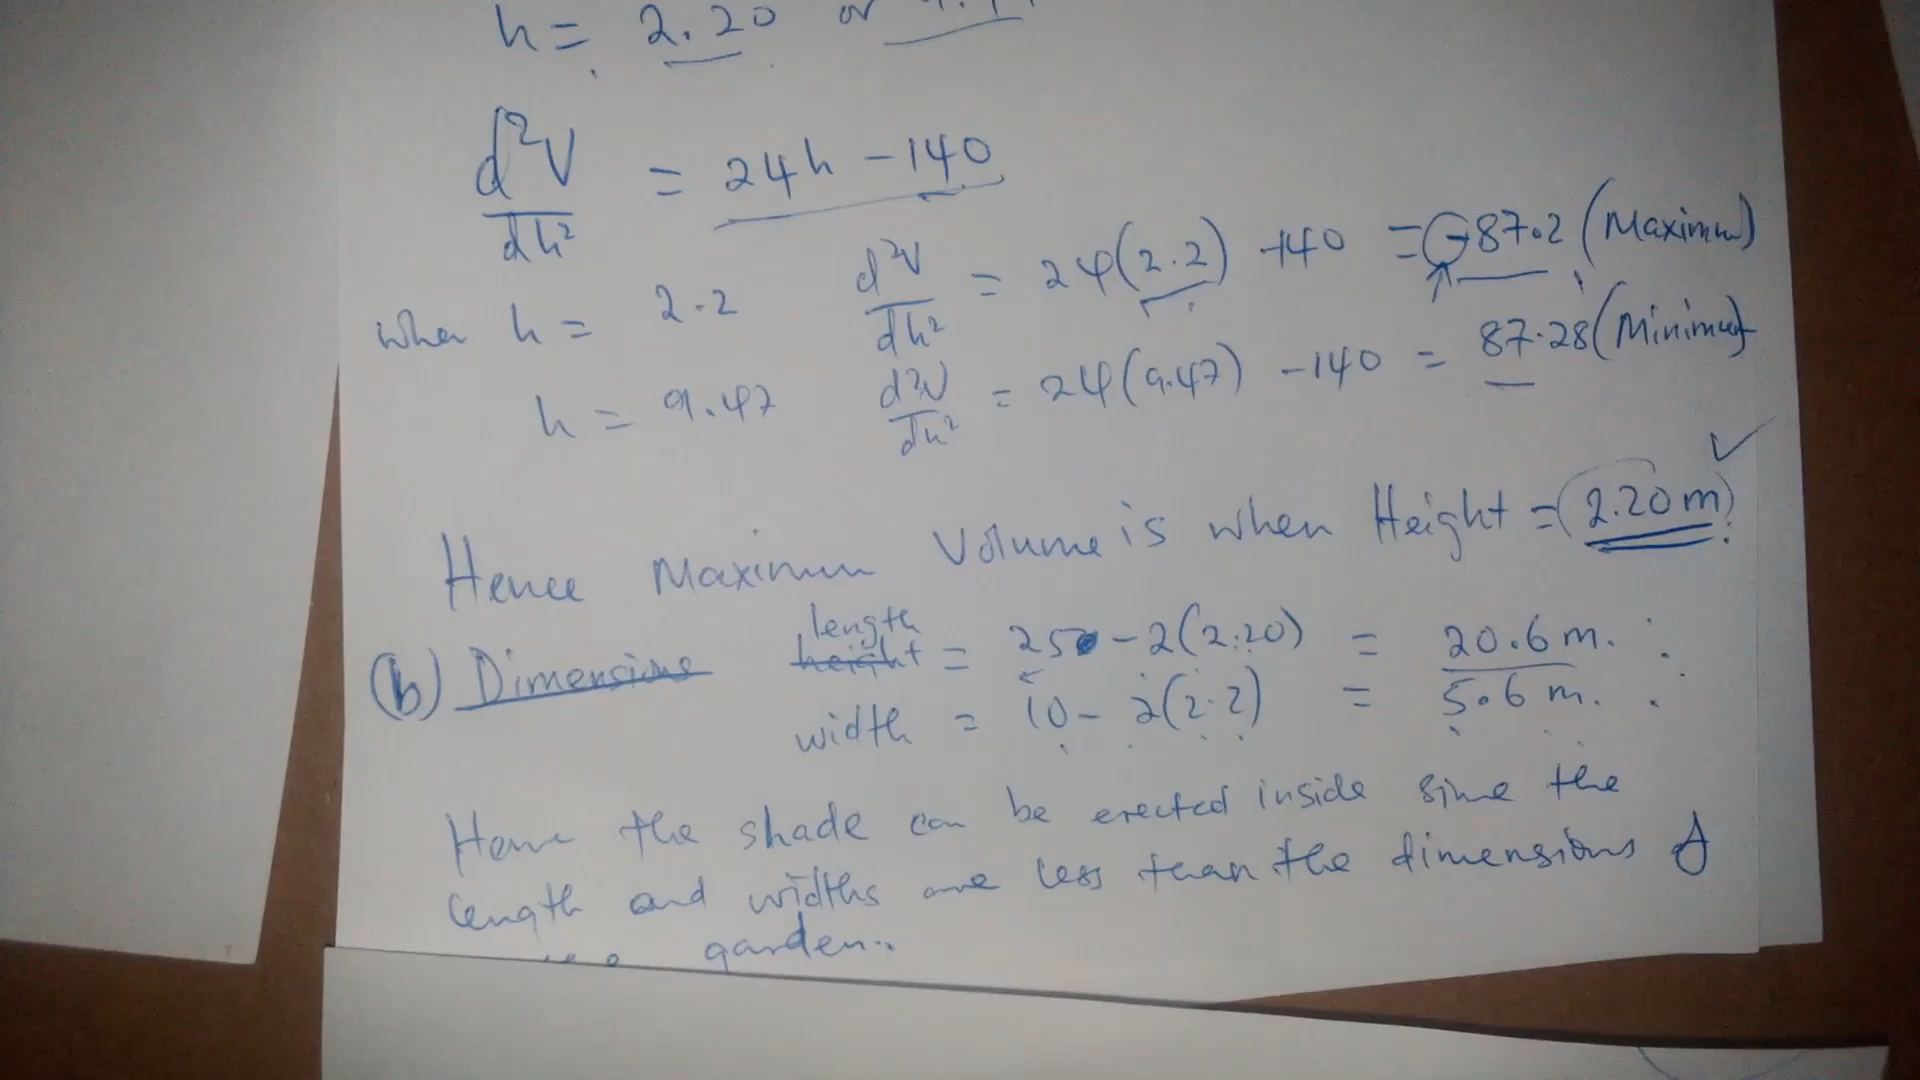 h = 2.20 or
d²V/dh² = 24h - 140
when h = 2.2 d²V/dh² = 24(2.2) - 140 = -87.2 (Maximum)
h = 9.47 d²V/dh² = 24(9.47) - 140 = 87.28 (Minimum)
Hence Maximum Volume is when Height = 2.20m
(b) Dimensions height length = 25 - 2(2.20) = 20.6 m.
width = 10 - 2(2.2) = 5.6 m.
Hence the shade can be erected inside since the
length and widths are less than the dimensions of
garden.